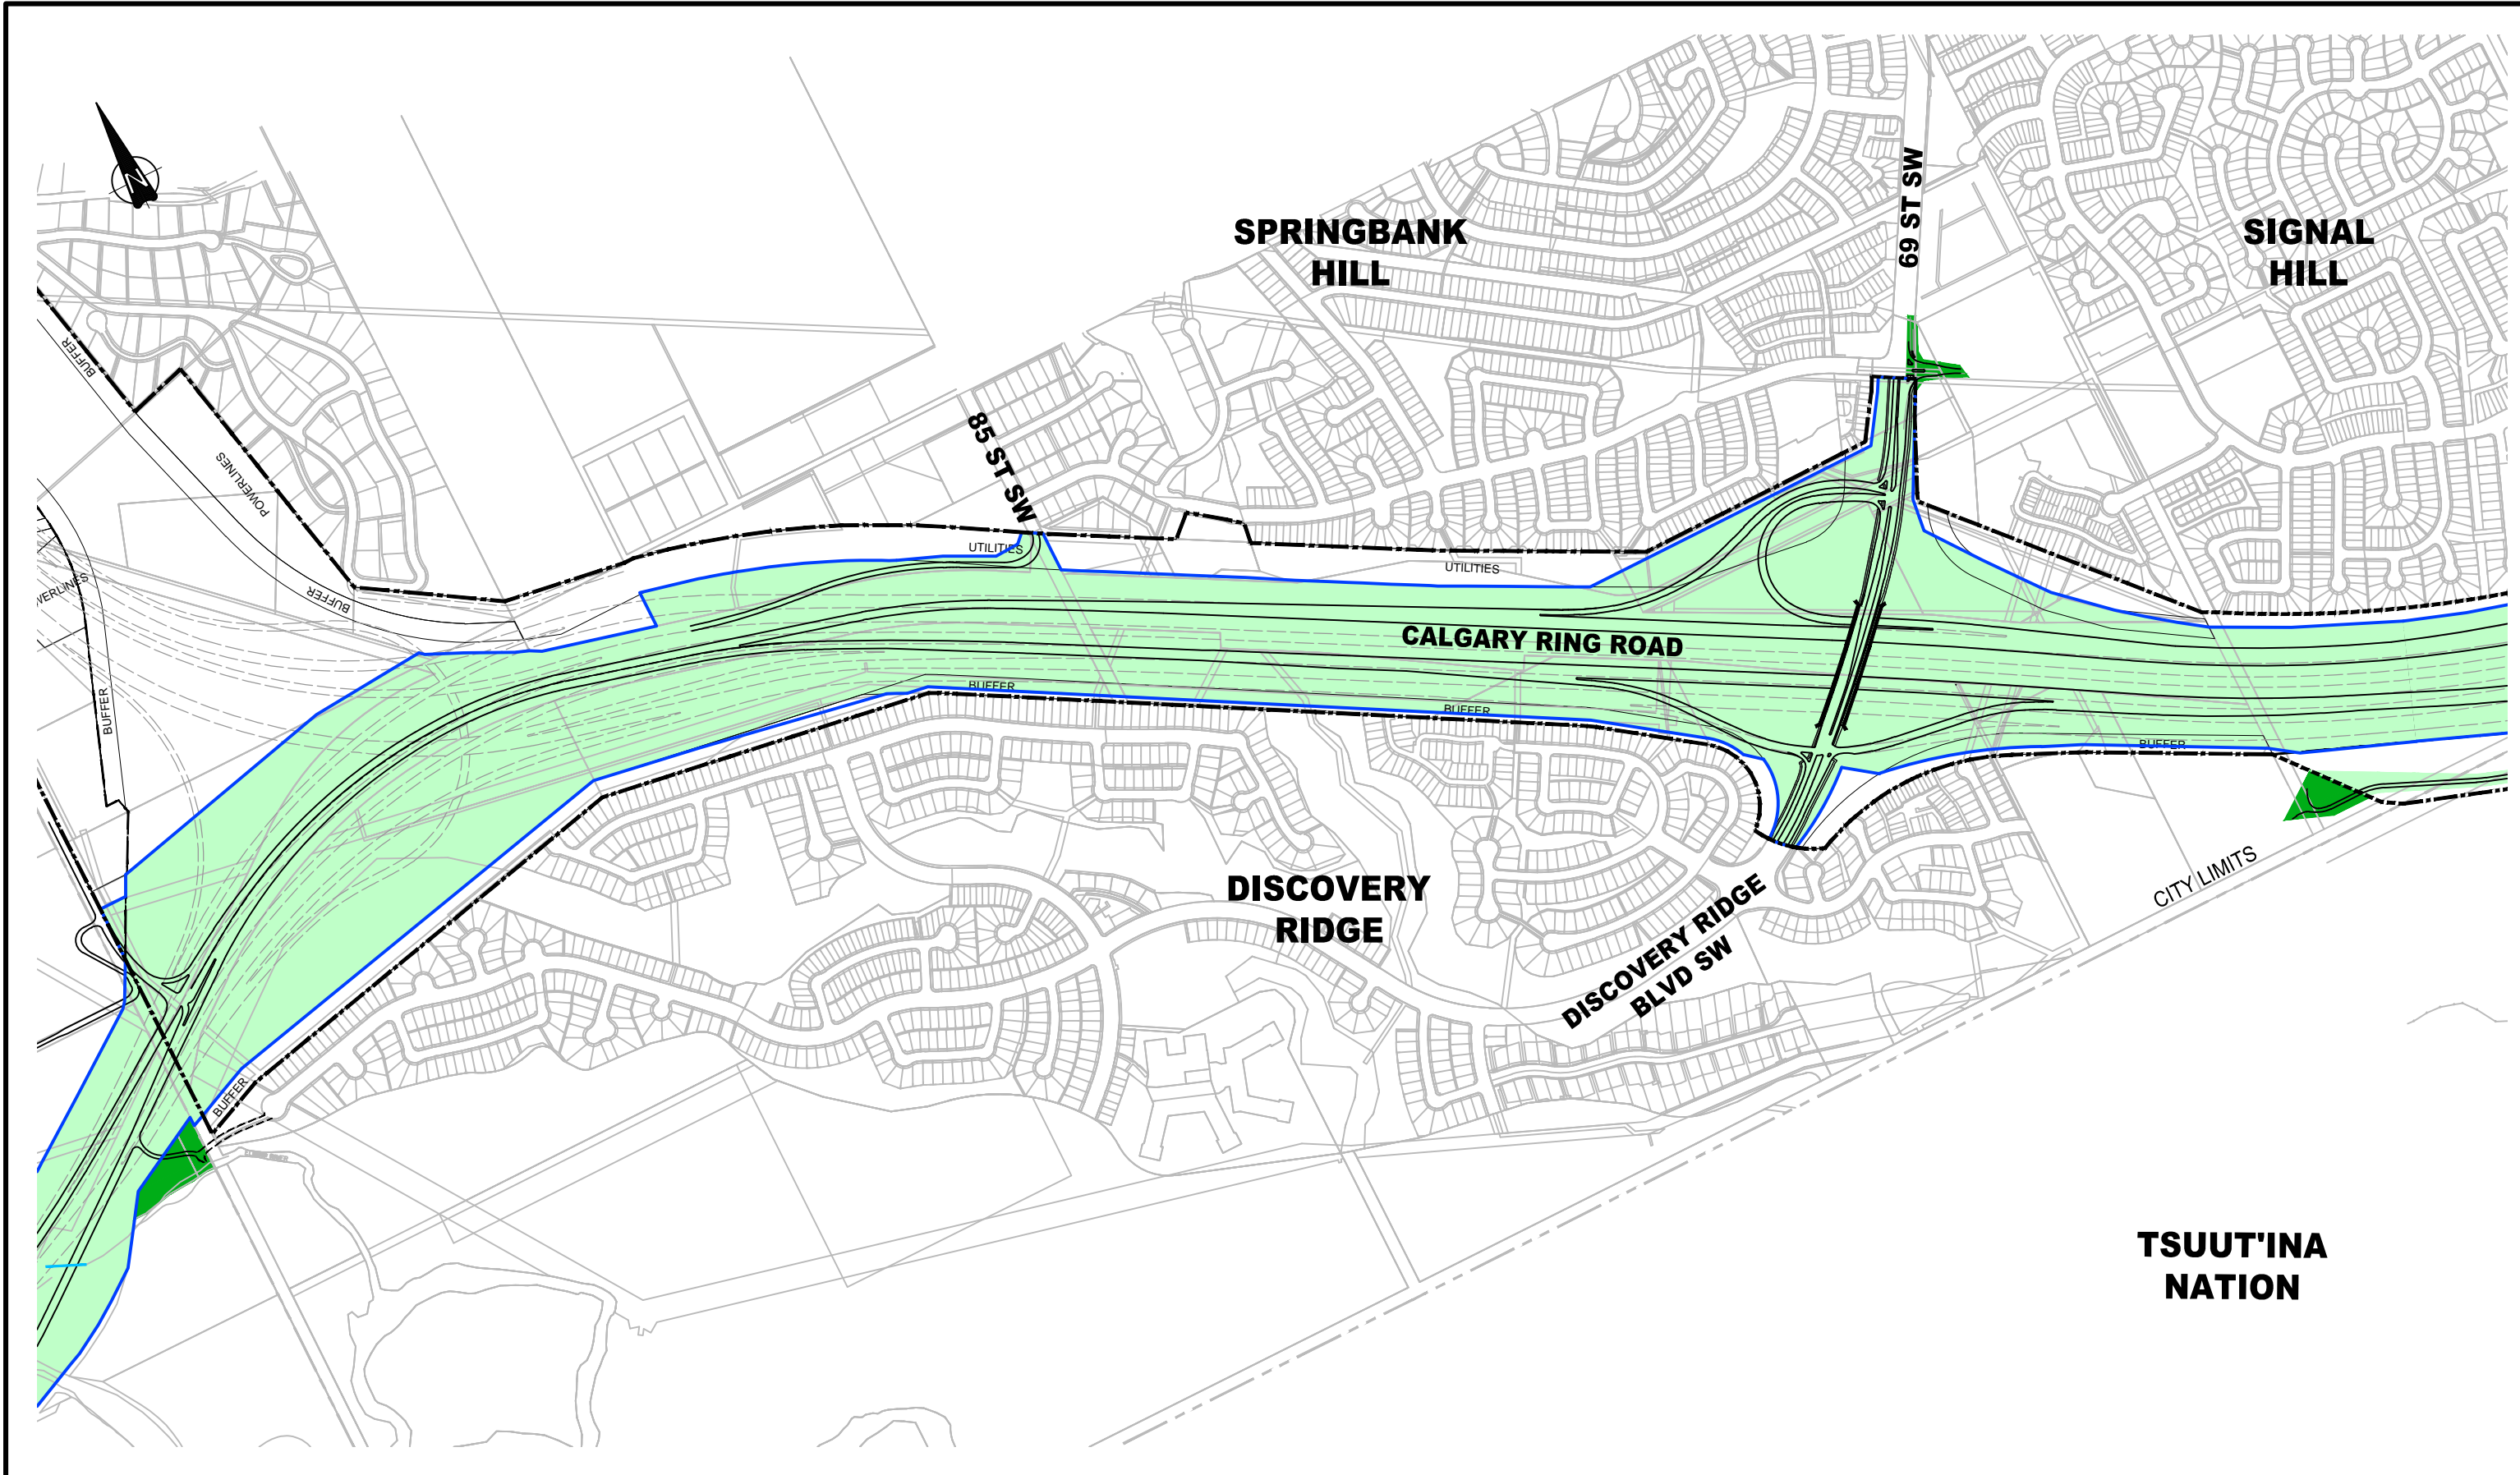 N
SPRINGBANK
HILL
69 ST SW
SIGNAL
HILL
BUFFER
POWERLINES
85 ST SW
UTILITIES
UTILITIES
WERLINES
BUFFER
CALGARY RING ROAD
BUFFER
BUFFER
BUFFER
BUFFER
DISCOVERY
RIDGE
DISCOVERY RIDGE
BLVD SW
CITY LIMITS
BUFFER
TSUUT'INA
NATION